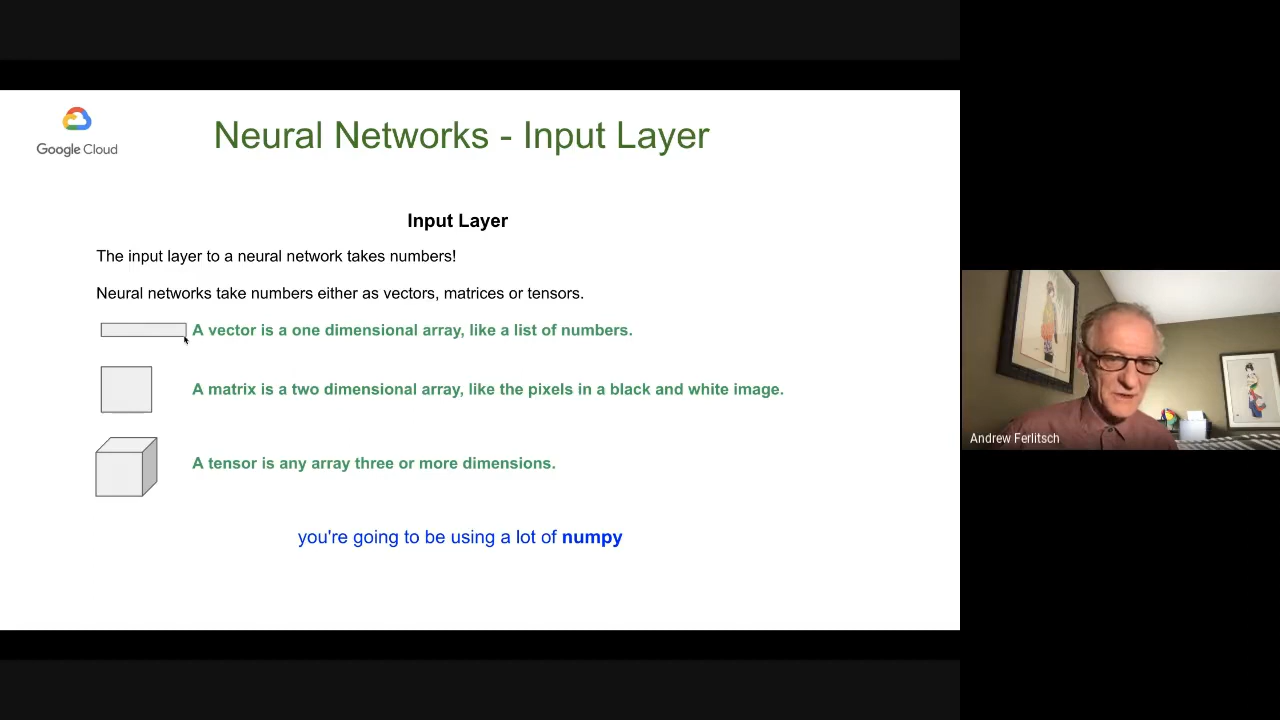 Google Cloud
Neural Networks - Input Layer
Input Layer
The input layer to a neural network takes numbers!
Neural networks take numbers either as vectors, matrices or tensors.
A vector is a one dimensional array, like a list of numbers.
A matrix is a two dimensional array, like the pixels in a black and white image.
A tensor is any array three or more dimensions.
you're going to be using a lot of numpy
Andrew Ferlitsch